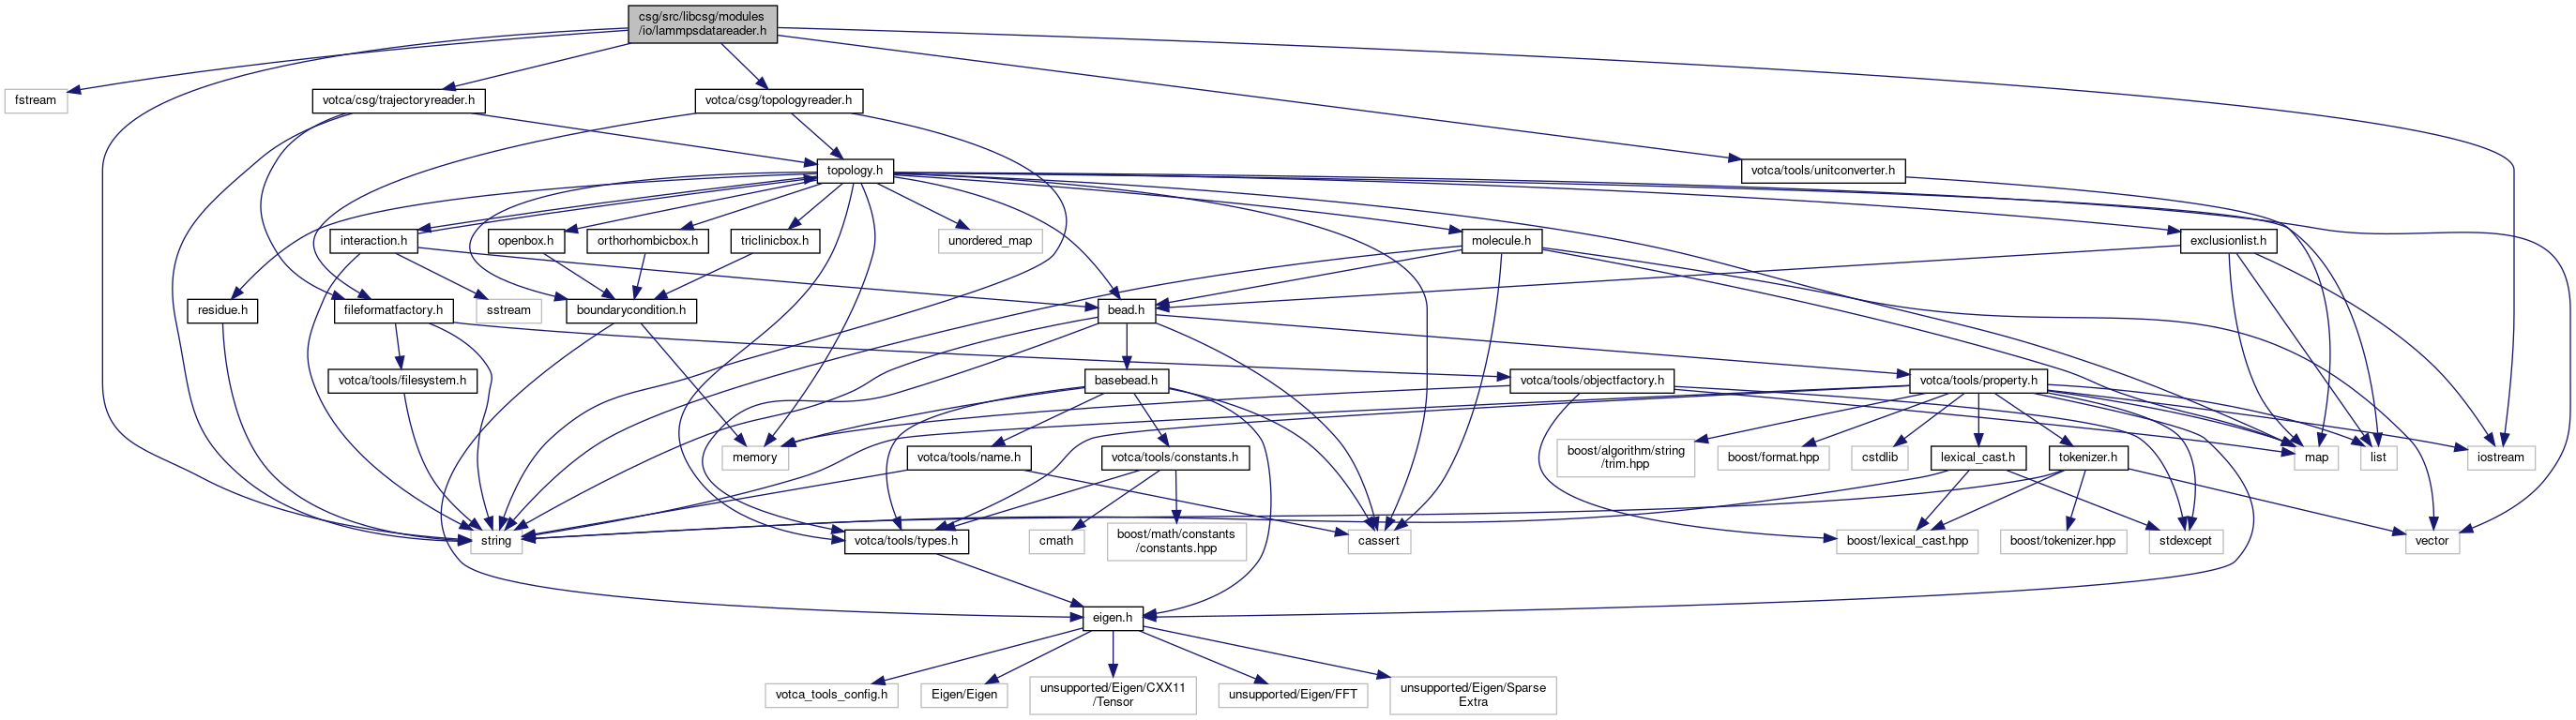 csg/src/libcsg/modules
/io/lammpsdatareader.h
fstream
votca/csg/trajectoryreader.h
votca/csg/topologyreader.h
topology.h
votca/tools/unitconverter.h
interaction.h
openbox.h
orthorhombicbox.h
triclinicbox.h
unordered_map
molecule.h
exclusionlist.h
residue.h
fileformatfactory.h
sstream
boundarycondition.h
bead.h
votca/tools/filesystem.h
basebead.h
votca/tools/objectfactory.h
votca/tools/property.h
memory
votca/tools/name.h
votca/tools/constants.h
boost/algorithm/string
/trim.hpp
boost/format.hpp
cstdlib
lexical_cast.h
tokenizer.h
map
list
iostream
string
votca/tools/types.h
cmath
boost/math/constants
/constants.hpp
cassert
boost/lexical_cast.hpp
boost/tokenizer.hpp
stdexcept
vector
eigen.h
votca_tools_config.h
Eigen/Eigen
unsupported/Eigen/CXX11
/Tensor
unsupported/Eigen/FFT
unsupported/Eigen/Sparse
Extra